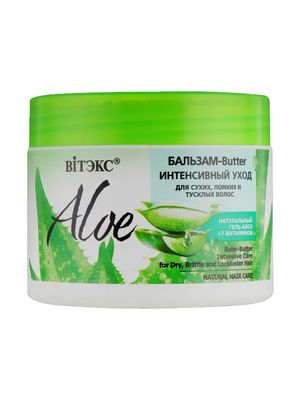 ВІТЭКС®
Aloe
БАЛЬЗАМ-Butter
ИНТЕНСИВНЫЙ УХОД
ДЛЯ СУХИХ, ЛОМКИХ И
ТУСКЛЫХ ВОЛОС
НАТУРАЛЬНЫЙ
ГЕЛЬ АЛОЭ
+7 ВИТАМИНОВ
Balm-Butter
Intensive Care
for Dry, Brittle and Lackluster Hair
NATURAL HAIR CARE